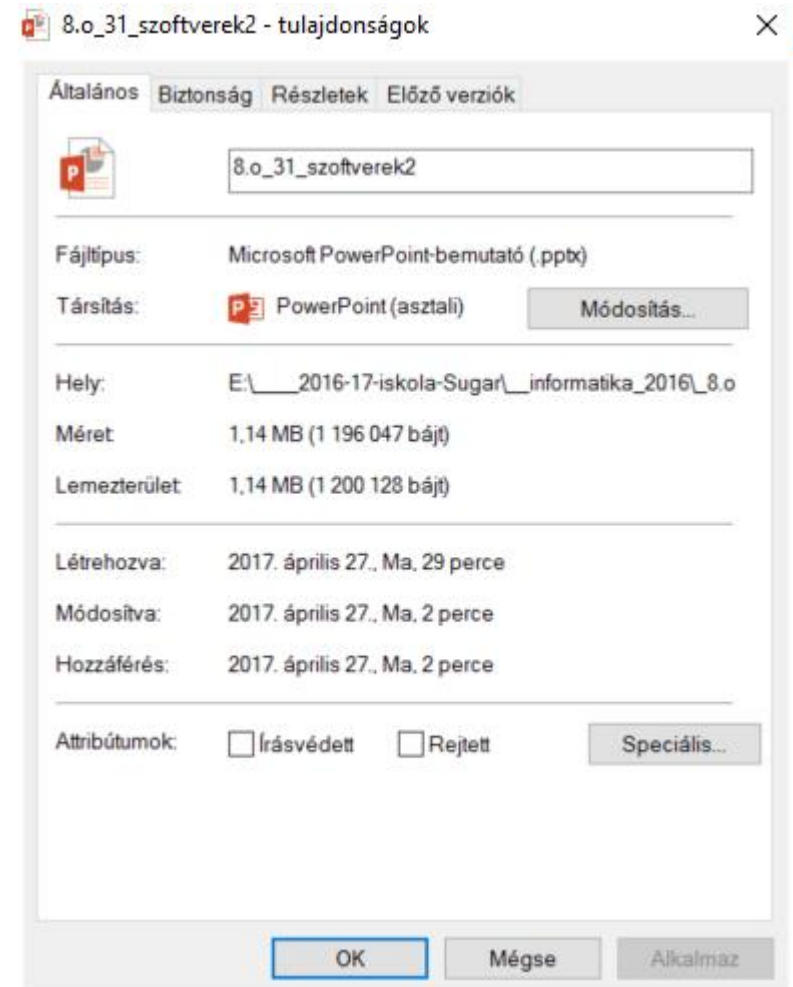 8.o_31_szoftverek2 - tulajdonságok
Általános Biztonság Részletek Előző verziók
8.o_31_szoftverek2
Fájltípus: Microsoft PowerPoint-bemutató (.pptx)
Társítás: PowerPoint (asztali) Módosítás...
Hely: E:\____2016-17-iskola-Sugar\__informatika_2016\_8.o
Méret: 1,14 MB (1 196 047 bájt)
Lemezterület: 1,14 MB (1 200 128 bájt)
Létrehozva: 2017. április 27., Ma, 29 perce
Módosítva: 2017. április 27., Ma, 2 perce
Hozzáférés: 2017. április 27., Ma, 2 perce
Attribútumok: Írásvédett Rejtett Speciális...
OK Mégse Alkalmaz